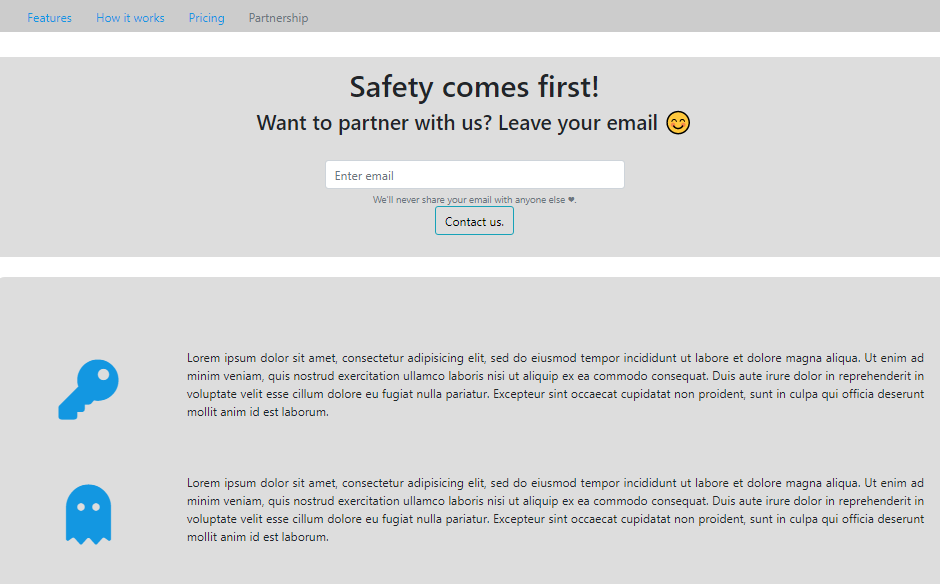 Features How it works Pricing Partnership
Safety comes first!
Want to partner with us? Leave your email 😊
Enter email
We'll never share your email with anyone else ❤.
Contact us.
Lorem ipsum dolor sit amet, consectetur adipisicing elit, sed do eiusmod tempor incididunt ut labore et dolore magna aliqua. Ut enim ad
minim veniam, quis nostrud exercitation ullamco laboris nisi ut aliquip ex ea commodo consequat. Duis aute irure dolor in reprehenderit in
voluptate velit esse cillum dolore eu fugiat nulla pariatur. Excepteur sint occaecat cupidatat non proident, sunt in culpa qui officia deserunt
mollit anim id est laborum.
Lorem ipsum dolor sit amet, consectetur adipisicing elit, sed do eiusmod tempor incididunt ut labore et dolore magna aliqua. Ut enim ad
minim veniam, quis nostrud exercitation ullamco laboris nisi ut aliquip ex ea commodo consequat. Duis aute irure dolor in reprehenderit in
voluptate velit esse cillum dolore eu fugiat nulla pariatur. Excepteur sint occaecat cupidatat non proident, sunt in culpa qui officia deserunt
mollit anim id est laborum.